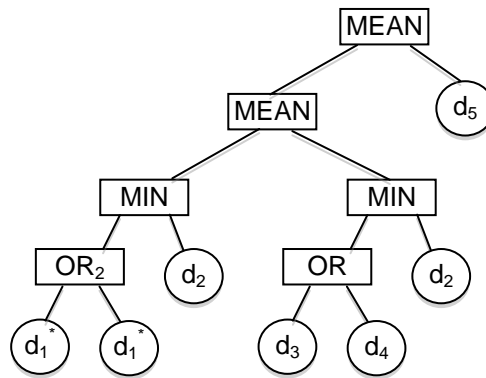 MEAN
MEAN d₅
MIN MIN
OR₂ d₂ OR d₂
d₁* d₁* d₃ d₄